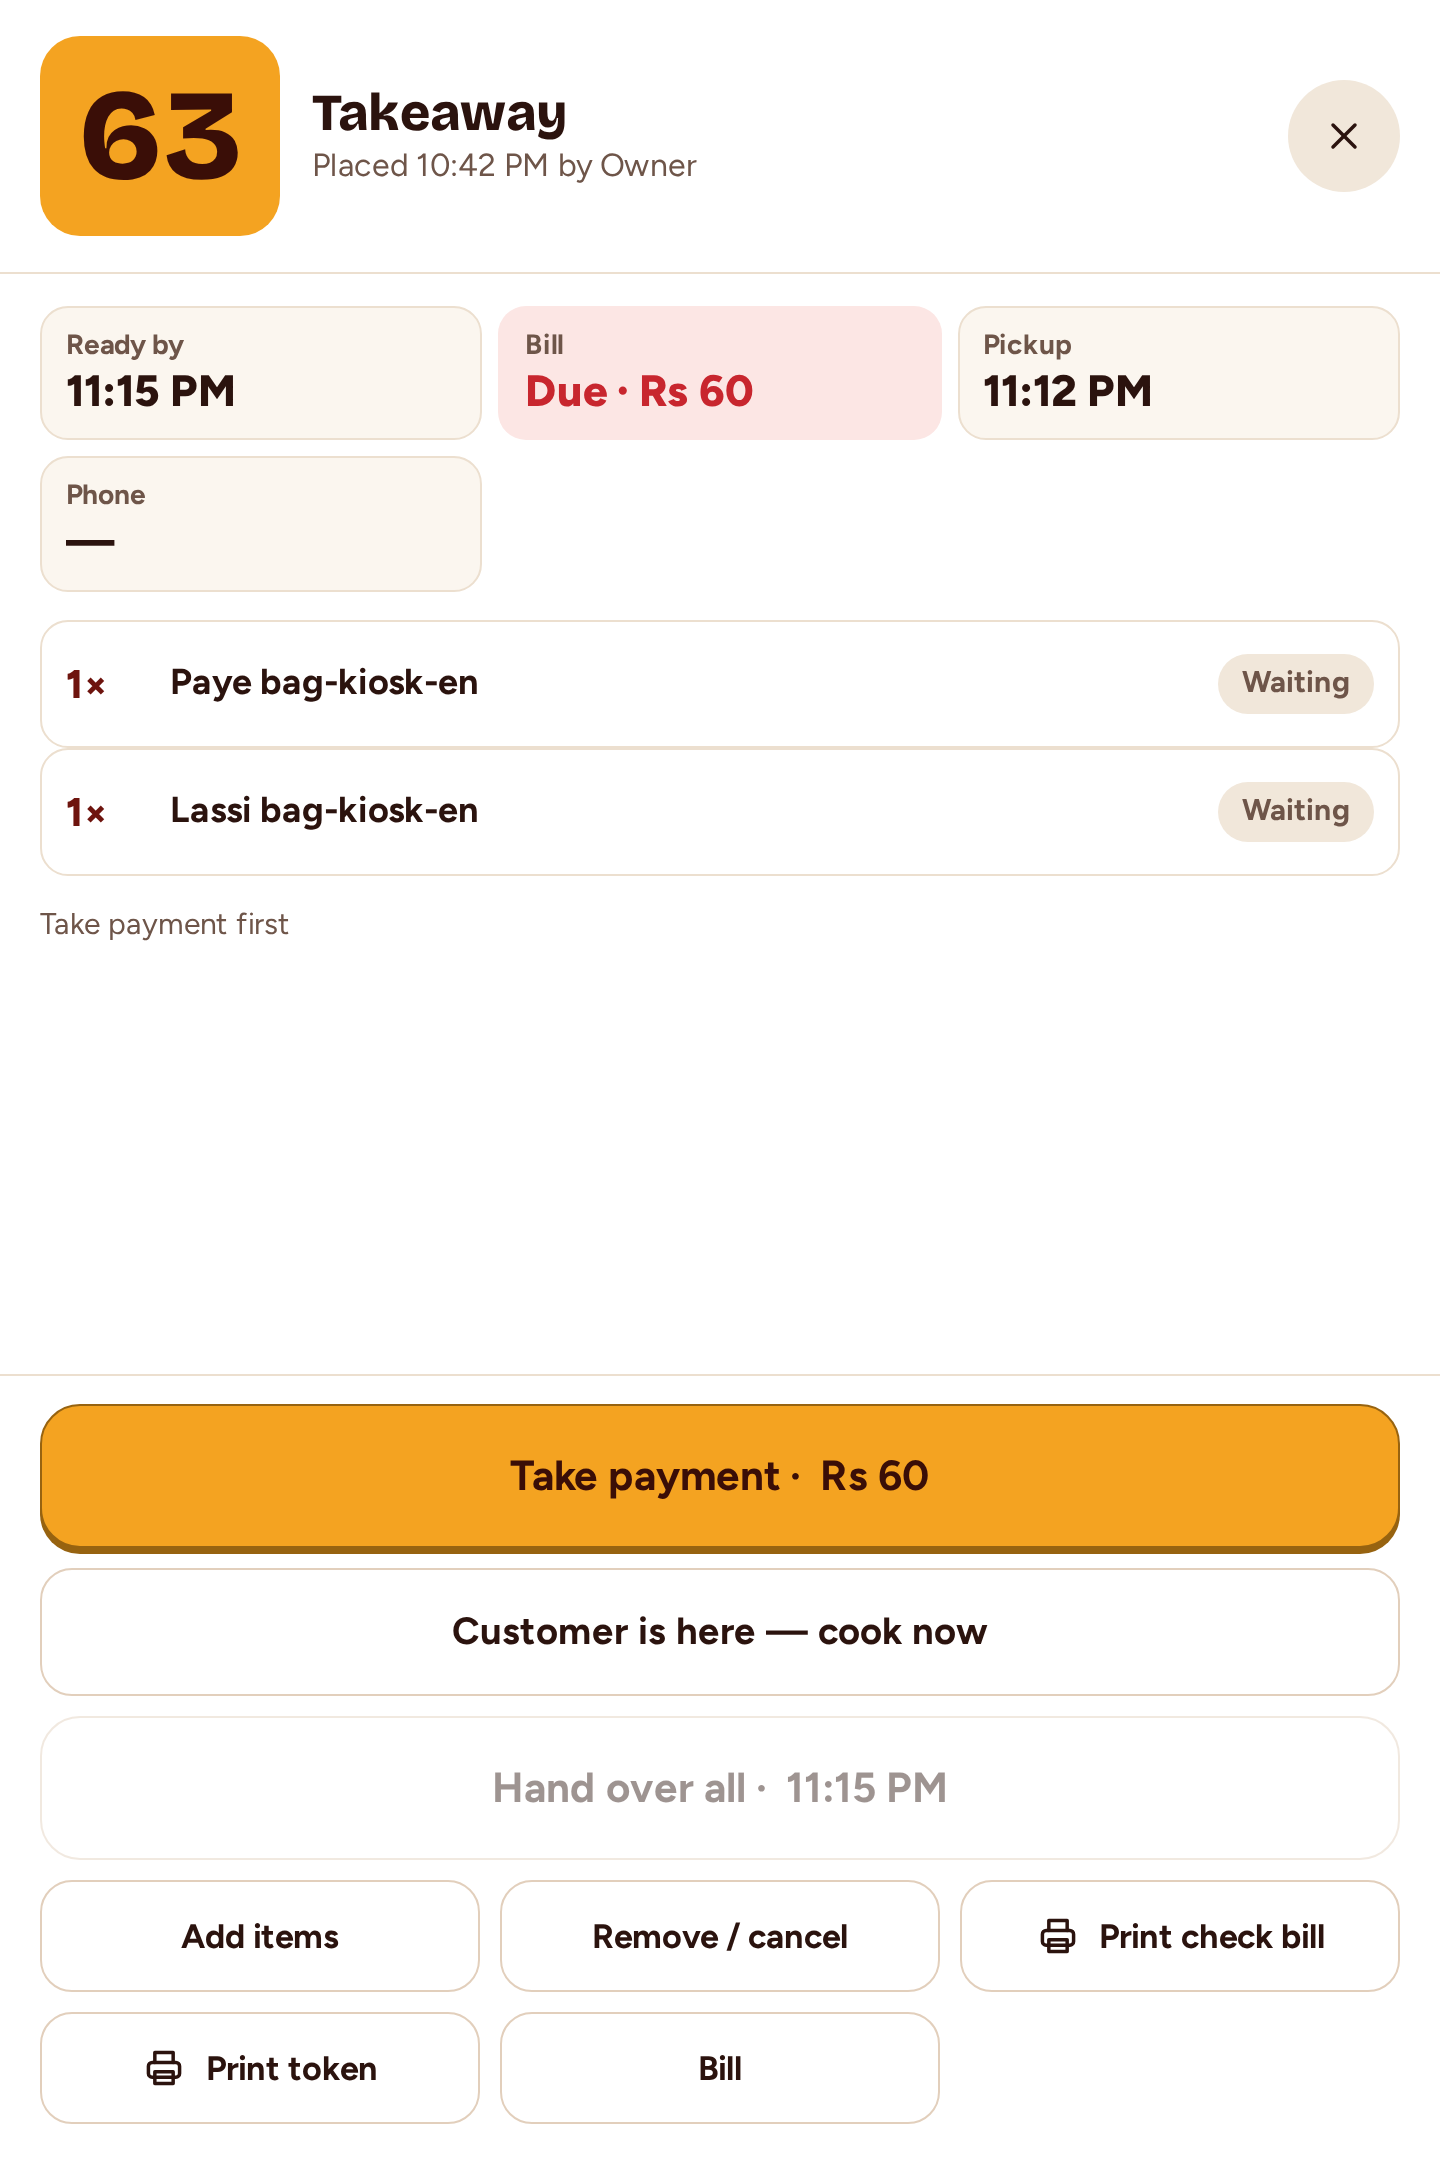 63
Takeaway
Placed 10:42 PM by Owner
Ready by
11:15 PM
Bill
Due · Rs 60
Pickup
11:12 PM
Phone
—
1× Paye bag-kiosk-en Waiting
1× Lassi bag-kiosk-en Waiting
Take payment first
Take payment · Rs 60
Customer is here — cook now
Hand over all · 11:15 PM
Add items
Remove / cancel
Print check bill
Print token
Bill